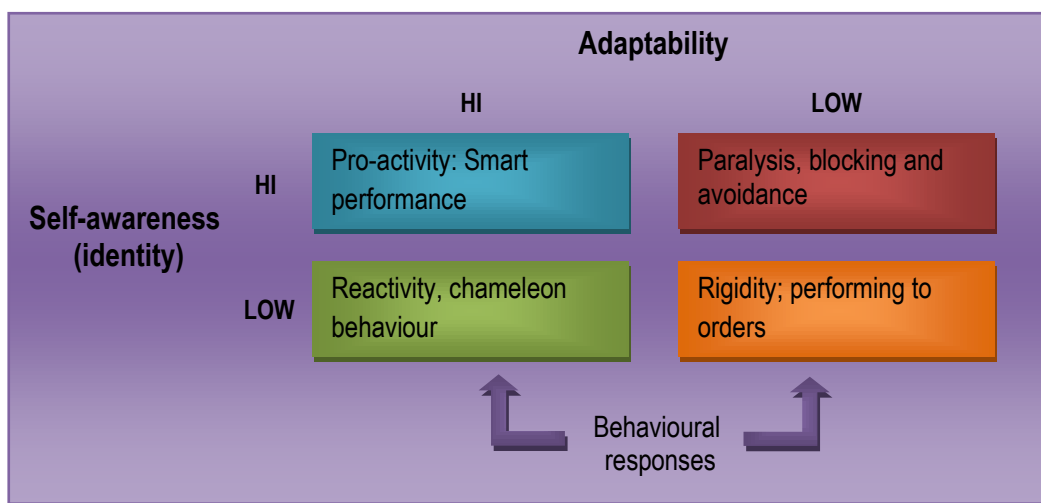 Adaptability
HI
LOW
HI
Pro-activity: Smart
performance
Paralysis, blocking and
avoidance
Self-awareness
(identity)
LOW
Reactivity, chameleon
behaviour
Rigidity; performing to
orders
Behavioural
responses